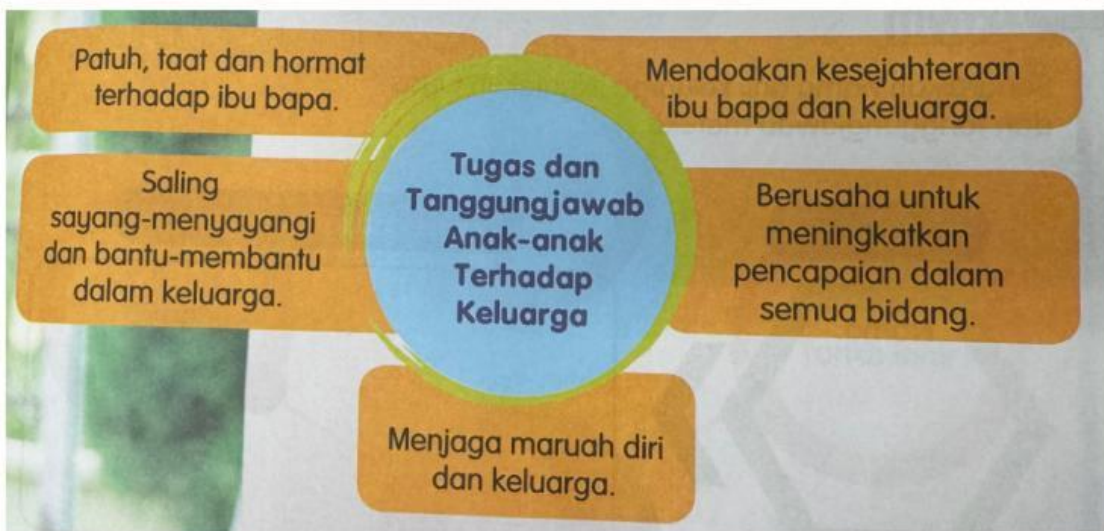 Patuh, taat dan hormat
terhadap ibu bapa.
Mendoakan kesejahteraan
ibu bapa dan keluarga.
Tugas dan
Tanggungjawab
Anak-anak
Terhadap
Keluarga
Saling
sayang-menyayangi
dan bantu-membantu
dalam keluarga.
Berusaha untuk
meningkatkan
pencapaian dalam
semua bidang.
Menjaga maruah diri
dan keluarga.